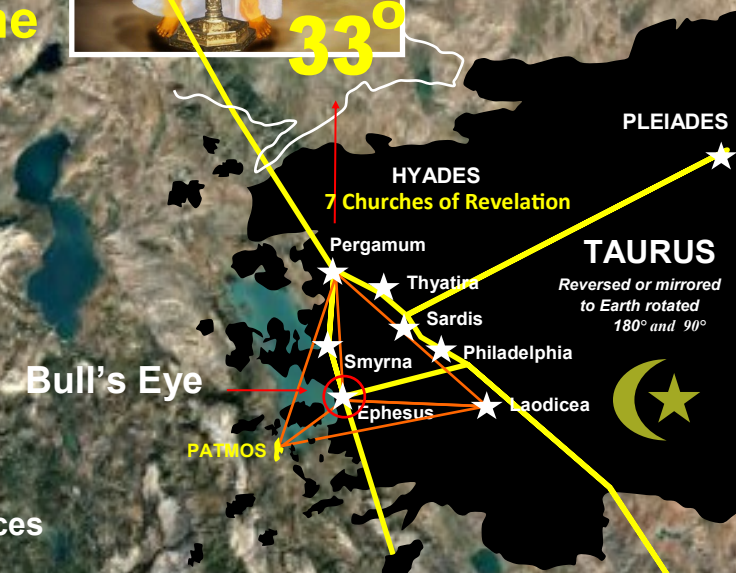 33º
PLEIADES
HYADES
7 Churches of Revelation
Pergamum
TAURUS
Thyatira
Reversed or mirrored
to Earth rotated
180° and 90°
Sardis
Philadelphia
Smyrna
Bull's Eye
Ephesus
Laodicea
PATMOS